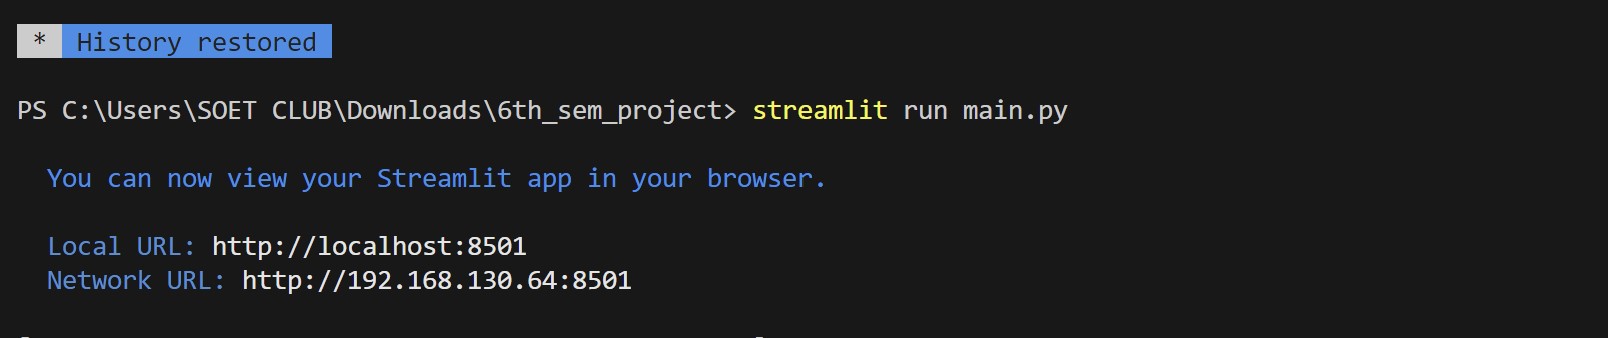 * History restored
PS C:\Users\SOET CLUB\Downloads\6th_sem_project> streamlit run main.py
You can now view your Streamlit app in your browser.
Local URL: http://localhost:8501
Network URL: http://192.168.130.64:8501